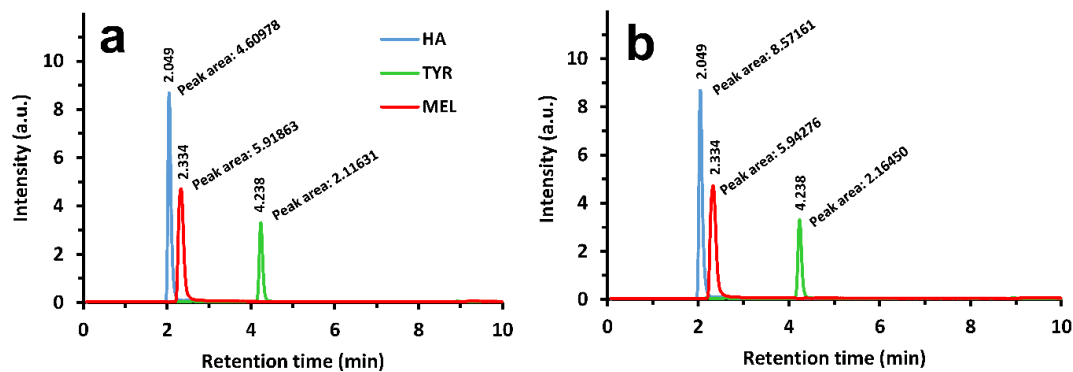 a
HA
TYR
MEL
2.049
Peak area: 4.60978
2.334
Peak area: 5.91863
4.238
Peak area: 2.11631
Intensity (a.u.)
10
8
6
4
2
0
0 2 4 6 8 10
Retention time (min)
b
2.049
Peak area: 8.57161
2.334
Peak area: 5.94276
4.238
Peak area: 2.16450
Intensity (a.u.)
10
8
6
4
2
0
0 2 4 6 8 10
Retention time (min)